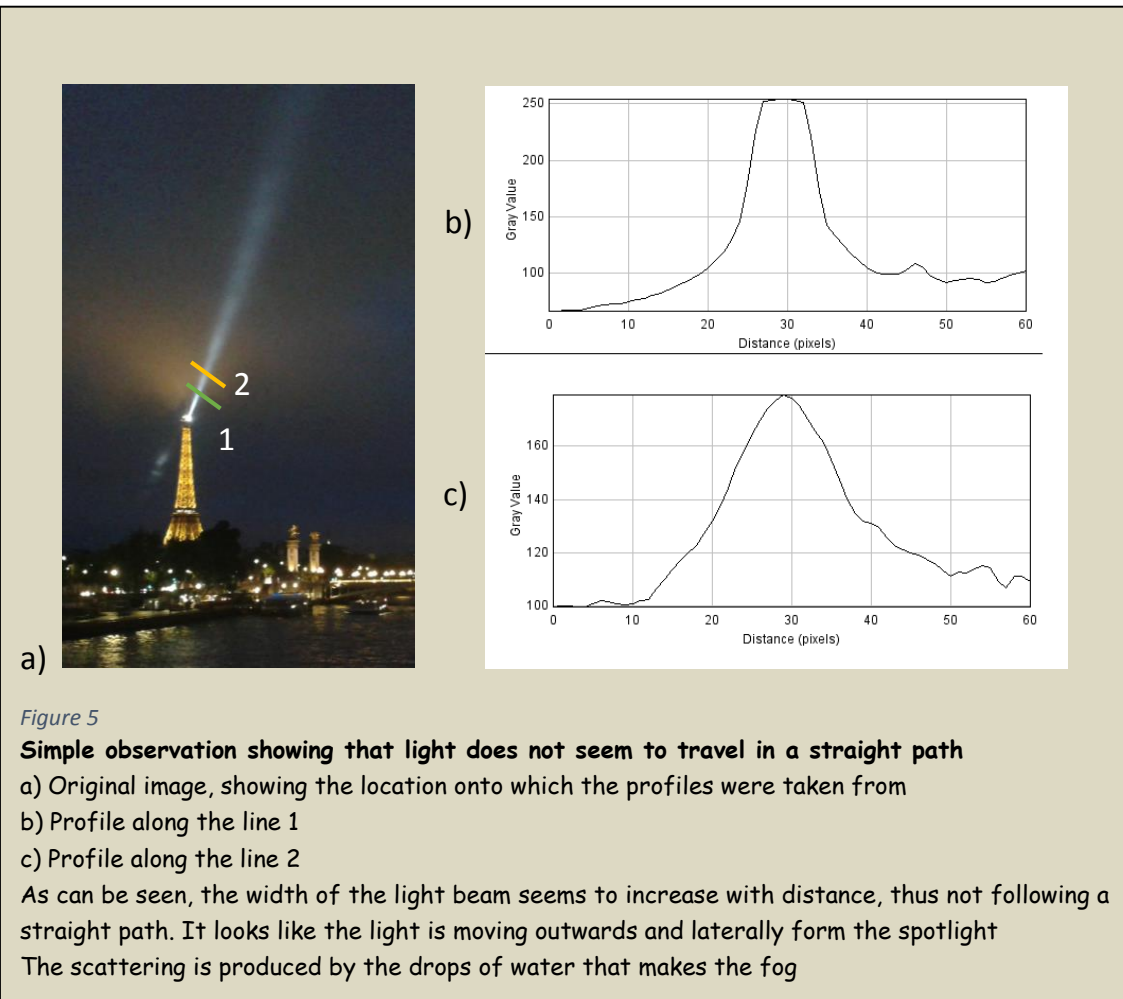 2
1
a)
b)
250
200
150
100
Gray Value
0 10 20 30 40 50 60
Distance (pixels)
c)
160
140
120
100
Gray Value
0 10 20 30 40 50 60
Distance (pixels)
Figure 5
Simple observation showing that light does not seem to travel in a straight path
a) Original image, showing the location onto which the profiles were taken from
b) Profile along the line 1
c) Profile along the line 2
As can be seen, the width of the light beam seems to increase with distance, thus not following a
straight path. It looks like the light is moving outwards and laterally form the spotlight
The scattering is produced by the drops of water that makes the fog